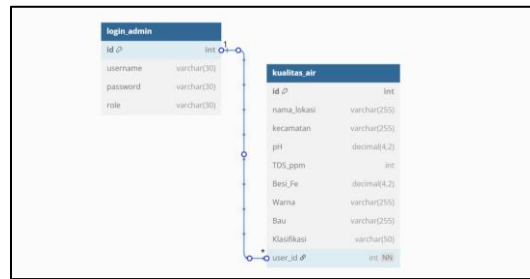 login_admin
id int
username varchar(30)
password varchar(30)
role varchar(30)
1
kualitas_air
id int
nama_lokasi varchar(255)
kecamatan varchar(255)
pH decimal(4,2)
TDS_ppm int
Besi_Fe decimal(4,2)
Warna varchar(255)
Bau varchar(255)
Klasifikasi varchar(50)
* user_id int NN